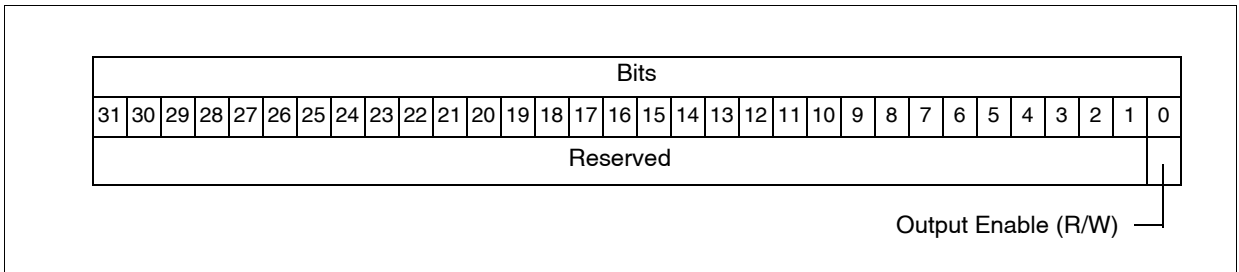 Bits
31 30 29 28 27 26 25 24 23 22 21 20 19 18 17 16 15 14 13 12 11 10 9 8 7 6 5 4 3 2 1 0
Reserved
Output Enable (R/W)